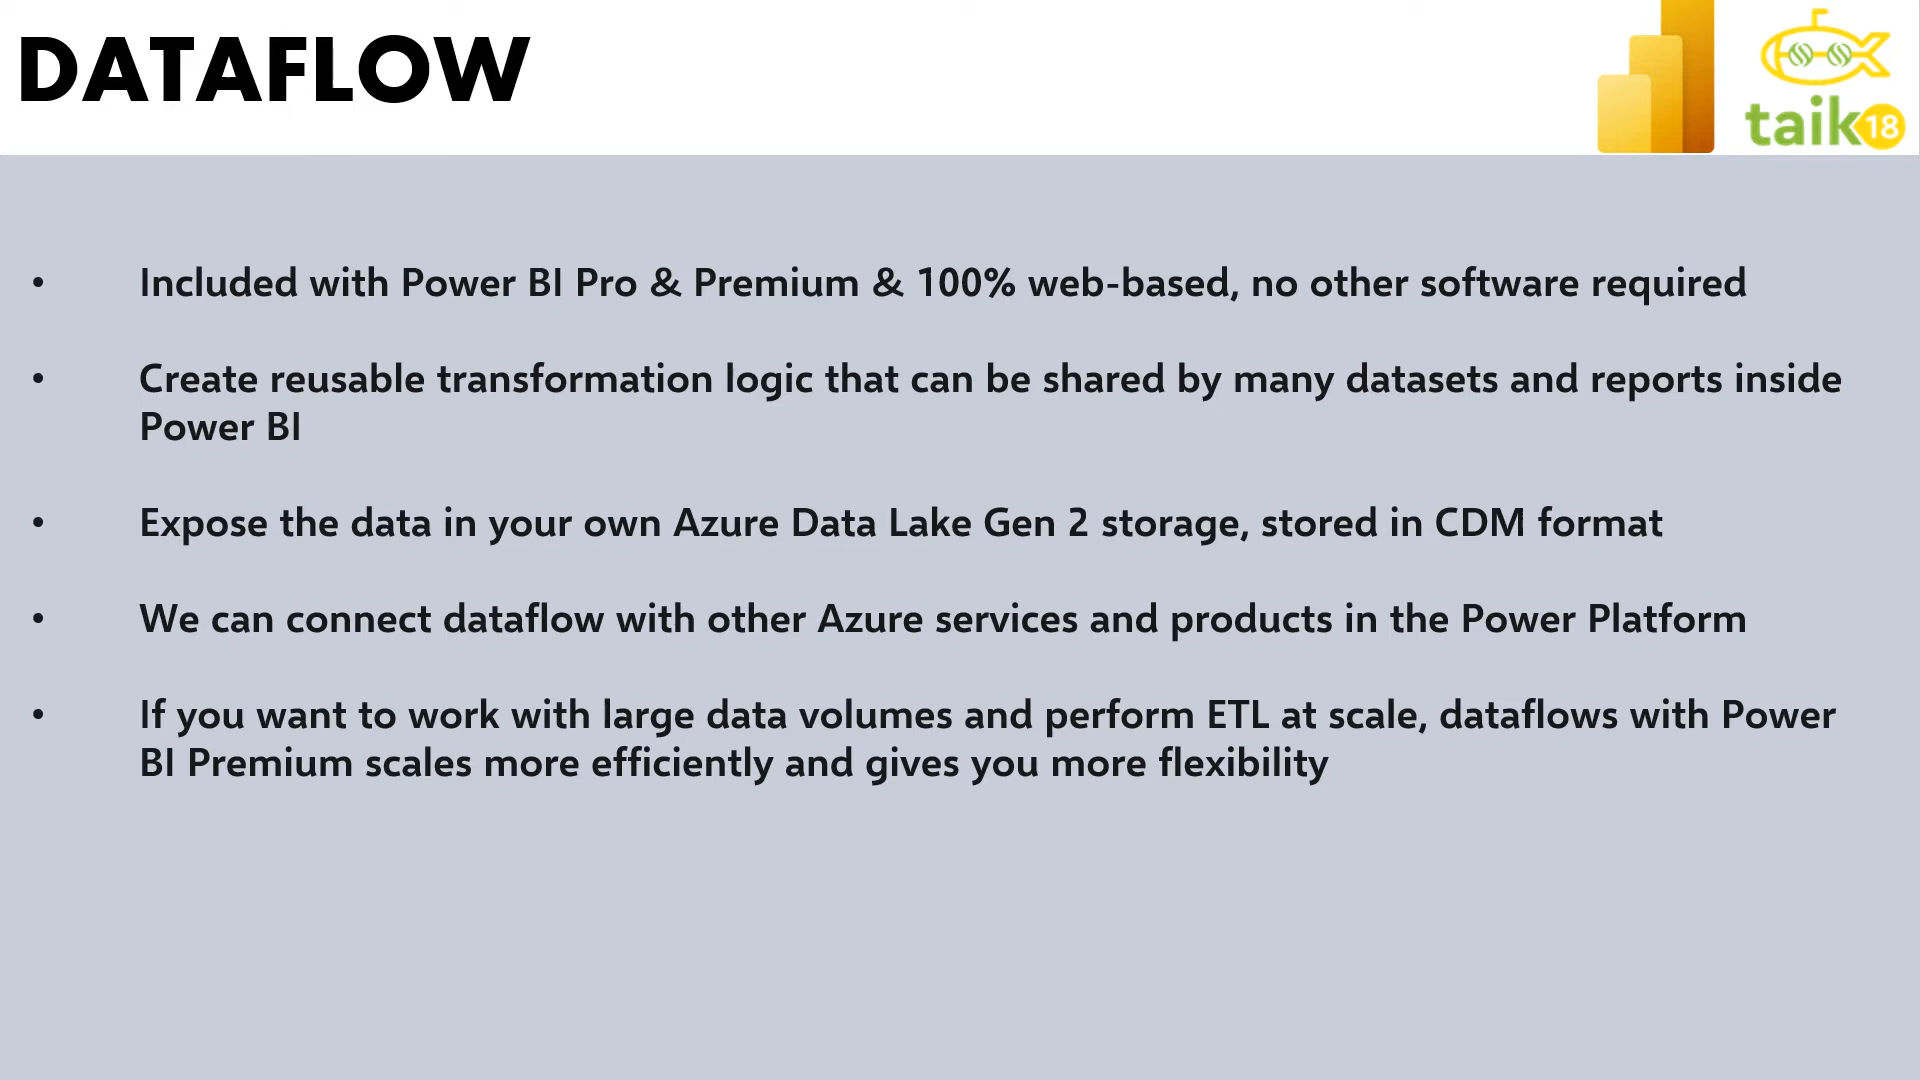 DATAFLOW
taik18
• Included with Power BI Pro & Premium & 100% web-based, no other software required
• Create reusable transformation logic that can be shared by many datasets and reports inside
Power BI
• Expose the data in your own Azure Data Lake Gen 2 storage, stored in CDM format
• We can connect dataflow with other Azure services and products in the Power Platform
• If you want to work with large data volumes and perform ETL at scale, dataflows with Power
BI Premium scales more efficiently and gives you more flexibility